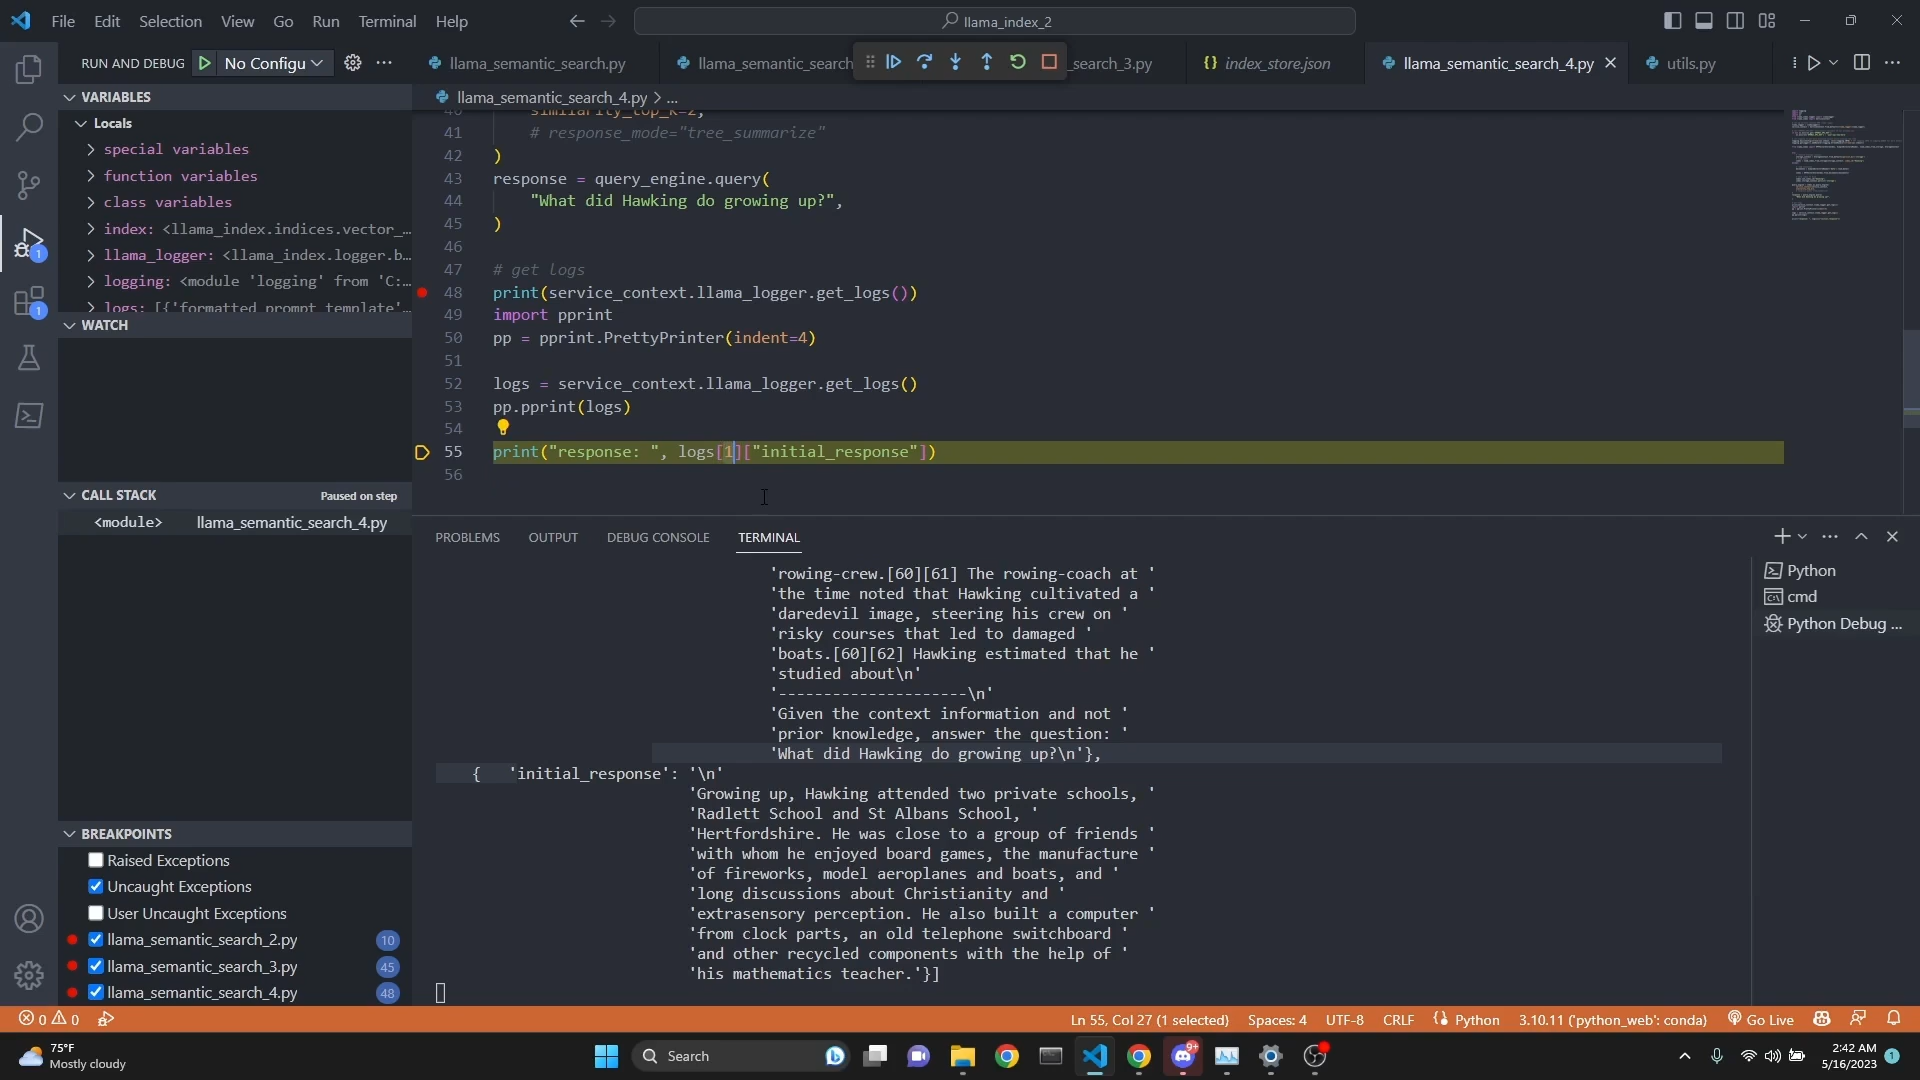 File Edit Selection View Go Run Terminal Help
llama_index_2
RUN AND DEBUG
No Configu
llama_semantic_search.py
llama_semantic_search
_search_3.py
index_store.json
llama_semantic_search_4.py
utils.py
llama_semantic_search_4.py > ...
VARIABLES
Locals
special variables
function variables
class variables
index: <llama_index.indices.vector_...
llama_logger: <llama_index.logger.b...
logging: <module 'logging' from 'C:...
logs: [{'formatted_prompt_template'...
WATCH
CALL STACK
Paused on step
<module> llama_semantic_search_4.py
BREAKPOINTS
Raised Exceptions
Uncaught Exceptions
User Uncaught Exceptions
llama_semantic_search_2.py 10
llama_semantic_search_3.py 45
llama_semantic_search_4.py 48
40 similarity_top_k=2,
41 # response_mode="tree_summarize"
42 )
43 response = query_engine.query(
44 "What did Hawking do growing up?",
45 )
46
47 # get logs
48 print(service_context.llama_logger.get_logs())
49 import pprint
50 pp = pprint.PrettyPrinter(indent=4)
51
52 logs = service_context.llama_logger.get_logs()
53 pp.pprint(logs)
54
55 print("response: ", logs[1]["initial_response"])
56
PROBLEMS OUTPUT DEBUG CONSOLE TERMINAL
'rowing-crew.[60][61] The rowing-coach at '
'the time noted that Hawking cultivated a '
'daredevil image, steering his crew on '
'risky courses that led to damaged '
'boats.[60][62] Hawking estimated that he '
'studied about\n'
'---------------------\n'
'Given the context information and not '
'prior knowledge, answer the question: '
'What did Hawking do growing up?\n'},
{ 'initial_response': '\n'
'Growing up, Hawking attended two private schools, '
'Radlett School and St Albans School, '
'Hertfordshire. He was close to a group of friends '
'with whom he enjoyed board games, the manufacture '
'of fireworks, model aeroplanes and boats, and '
'long discussions about Christianity and '
'extrasensory perception. He also built a computer '
'from clock parts, an old telephone switchboard '
'and other recycled components with the help of '
'his mathematics teacher.'}]
Python
cmd
Python Debug ...
0 0
Ln 55, Col 27 (1 selected) Spaces: 4 UTF-8 CRLF Python 3.10.11 ('python_web': conda) Go Live
75°F
Mostly cloudy
Search
9+
2:42 AM
5/16/2023
1